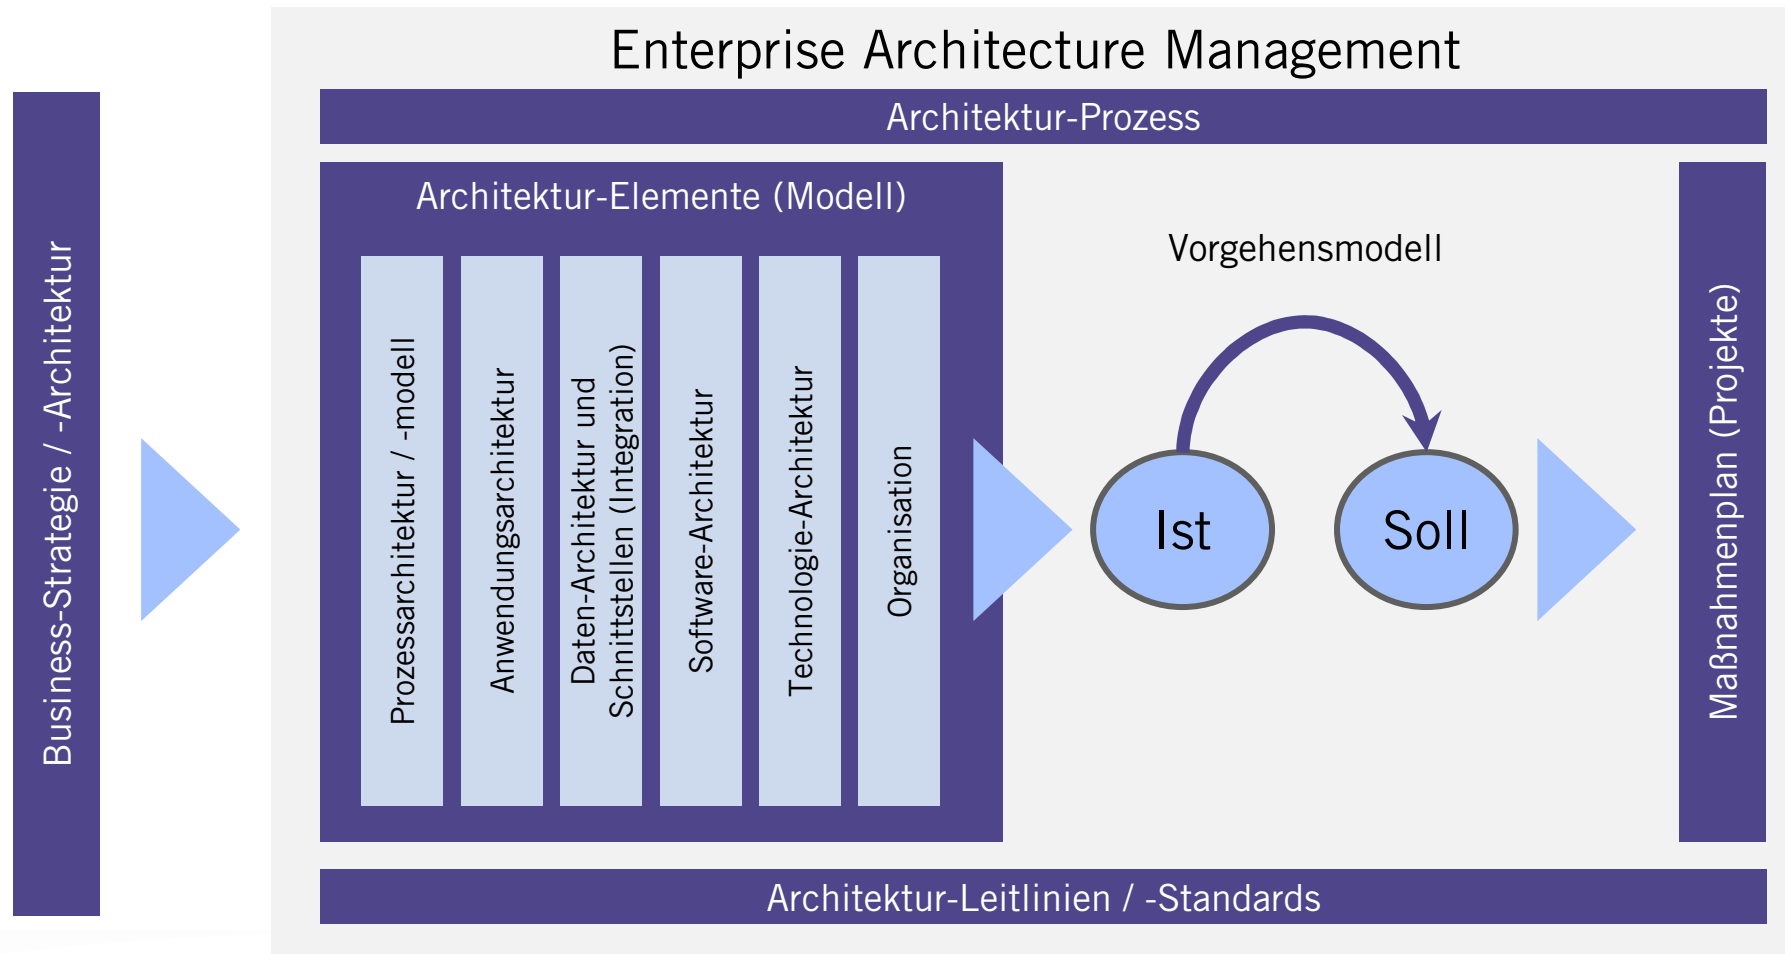 Enterprise Architecture Management
Architektur-Prozess
Business-Strategie / -Architektur
Architektur-Elemente (Modell)
Prozessarchitektur / -modell
Anwendungsarchitektur
Daten-Architektur und
Schnittstellen (Integration)
Software-Architektur
Technologie-Architektur
Organisation
Vorgehensmodell
Ist
Soll
Maßnahmenplan (Projekte)
Architektur-Leitlinien / -Standards